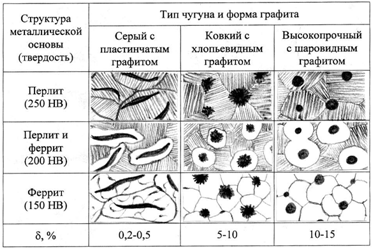 Структура
металлической
основы
(твердость)
Тип чугуна и форма графита
Серый с
пластинчатым
графитом
Ковкий с
хлопьевидным
графитом
Высокопрочный
с шаровидным
графитом
Перлит
(250 НВ)
Перлит и
феррит
(200 НВ)
Феррит
(150 НВ)
δ, %
0,2-0,5
5-10
10-15